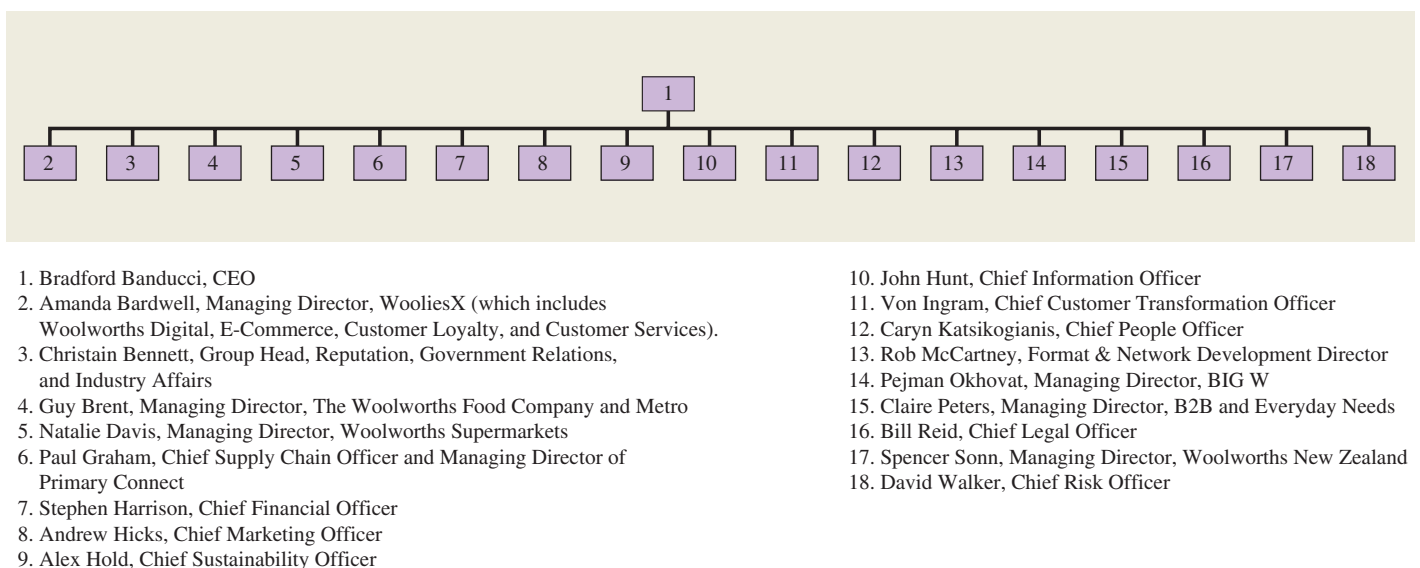 1
2 3 4 5 6 7 8 9 10 11 12 13 14 15 16 17 18
1. Bradford Banducci, CEO
2. Amanda Bardwell, Managing Director, WooliesX (which includes
Woolworths Digital, E-Commerce, Customer Loyalty, and Customer Services).
3. Christain Bennett, Group Head, Reputation, Government Relations,
and Industry Affairs
4. Guy Brent, Managing Director, The Woolworths Food Company and Metro
5. Natalie Davis, Managing Director, Woolworths Supermarkets
6. Paul Graham, Chief Supply Chain Officer and Managing Director of
Primary Connect
7. Stephen Harrison, Chief Financial Officer
8. Andrew Hicks, Chief Marketing Officer
9. Alex Hold, Chief Sustainability Officer
10. John Hunt, Chief Information Officer
11. Von Ingram, Chief Customer Transformation Officer
12. Caryn Katsikogianis, Chief People Officer
13. Rob McCartney, Format & Network Development Director
14. Pejman Okhovat, Managing Director, BIG W
15. Claire Peters, Managing Director, B2B and Everyday Needs
16. Bill Reid, Chief Legal Officer
17. Spencer Sonn, Managing Director, Woolworths New Zealand
18. David Walker, Chief Risk Officer